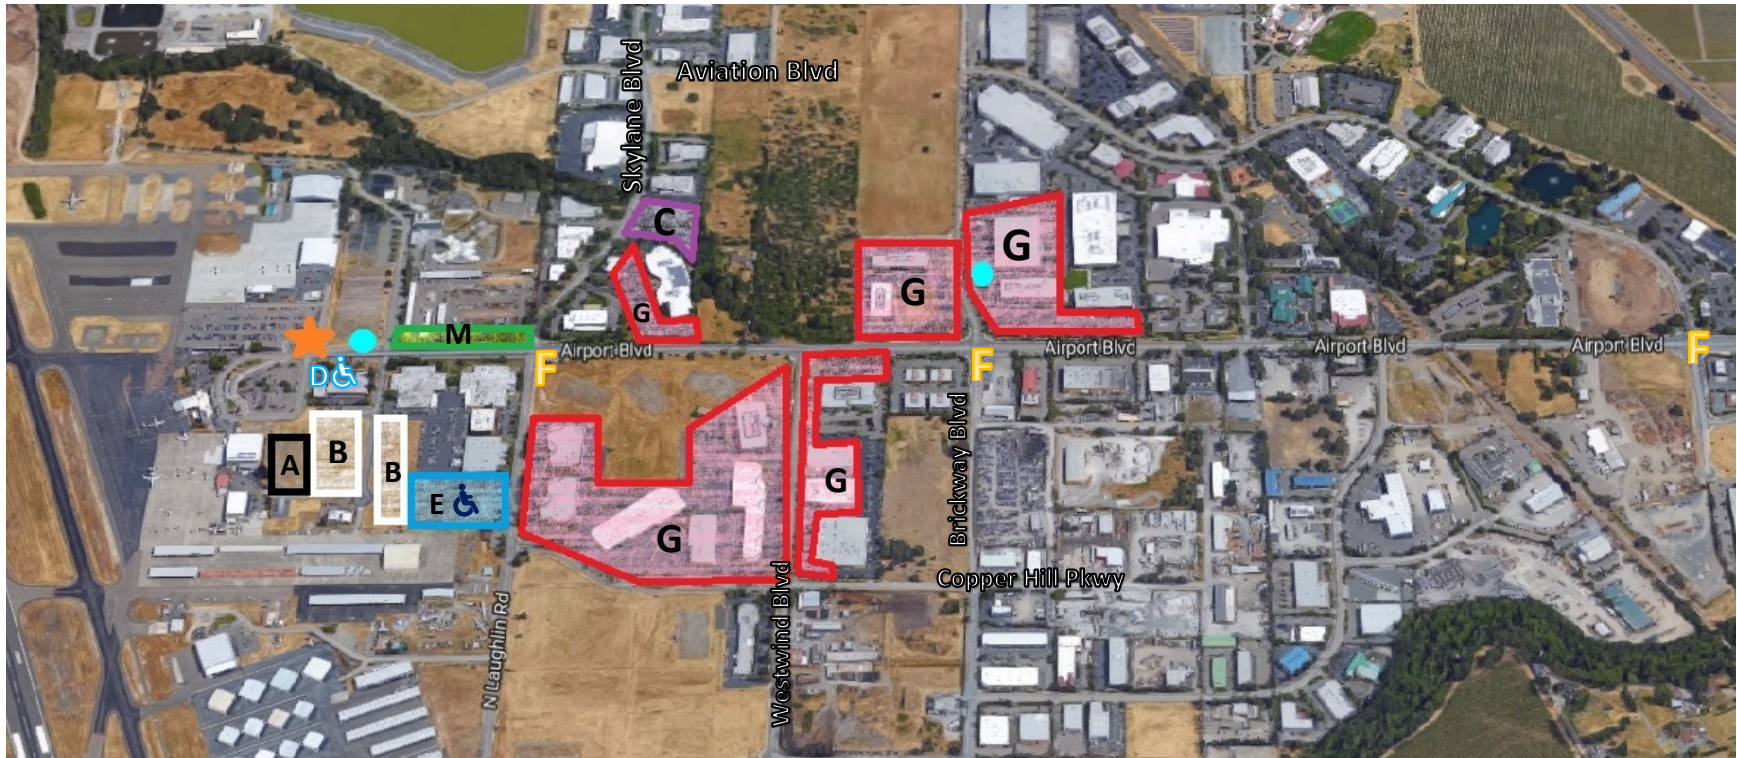 Aviation Blvd
Skylane Blvd
C
G
G
G
M
Airport Blvd
Airport Blvd
Airport Blvd
Airport Blvd
F
F
F
D
A
B
B
E
G
G
Brickway Blvd
Copper Hill Pkwy
Westwind Blvd
N Laughlin Rd